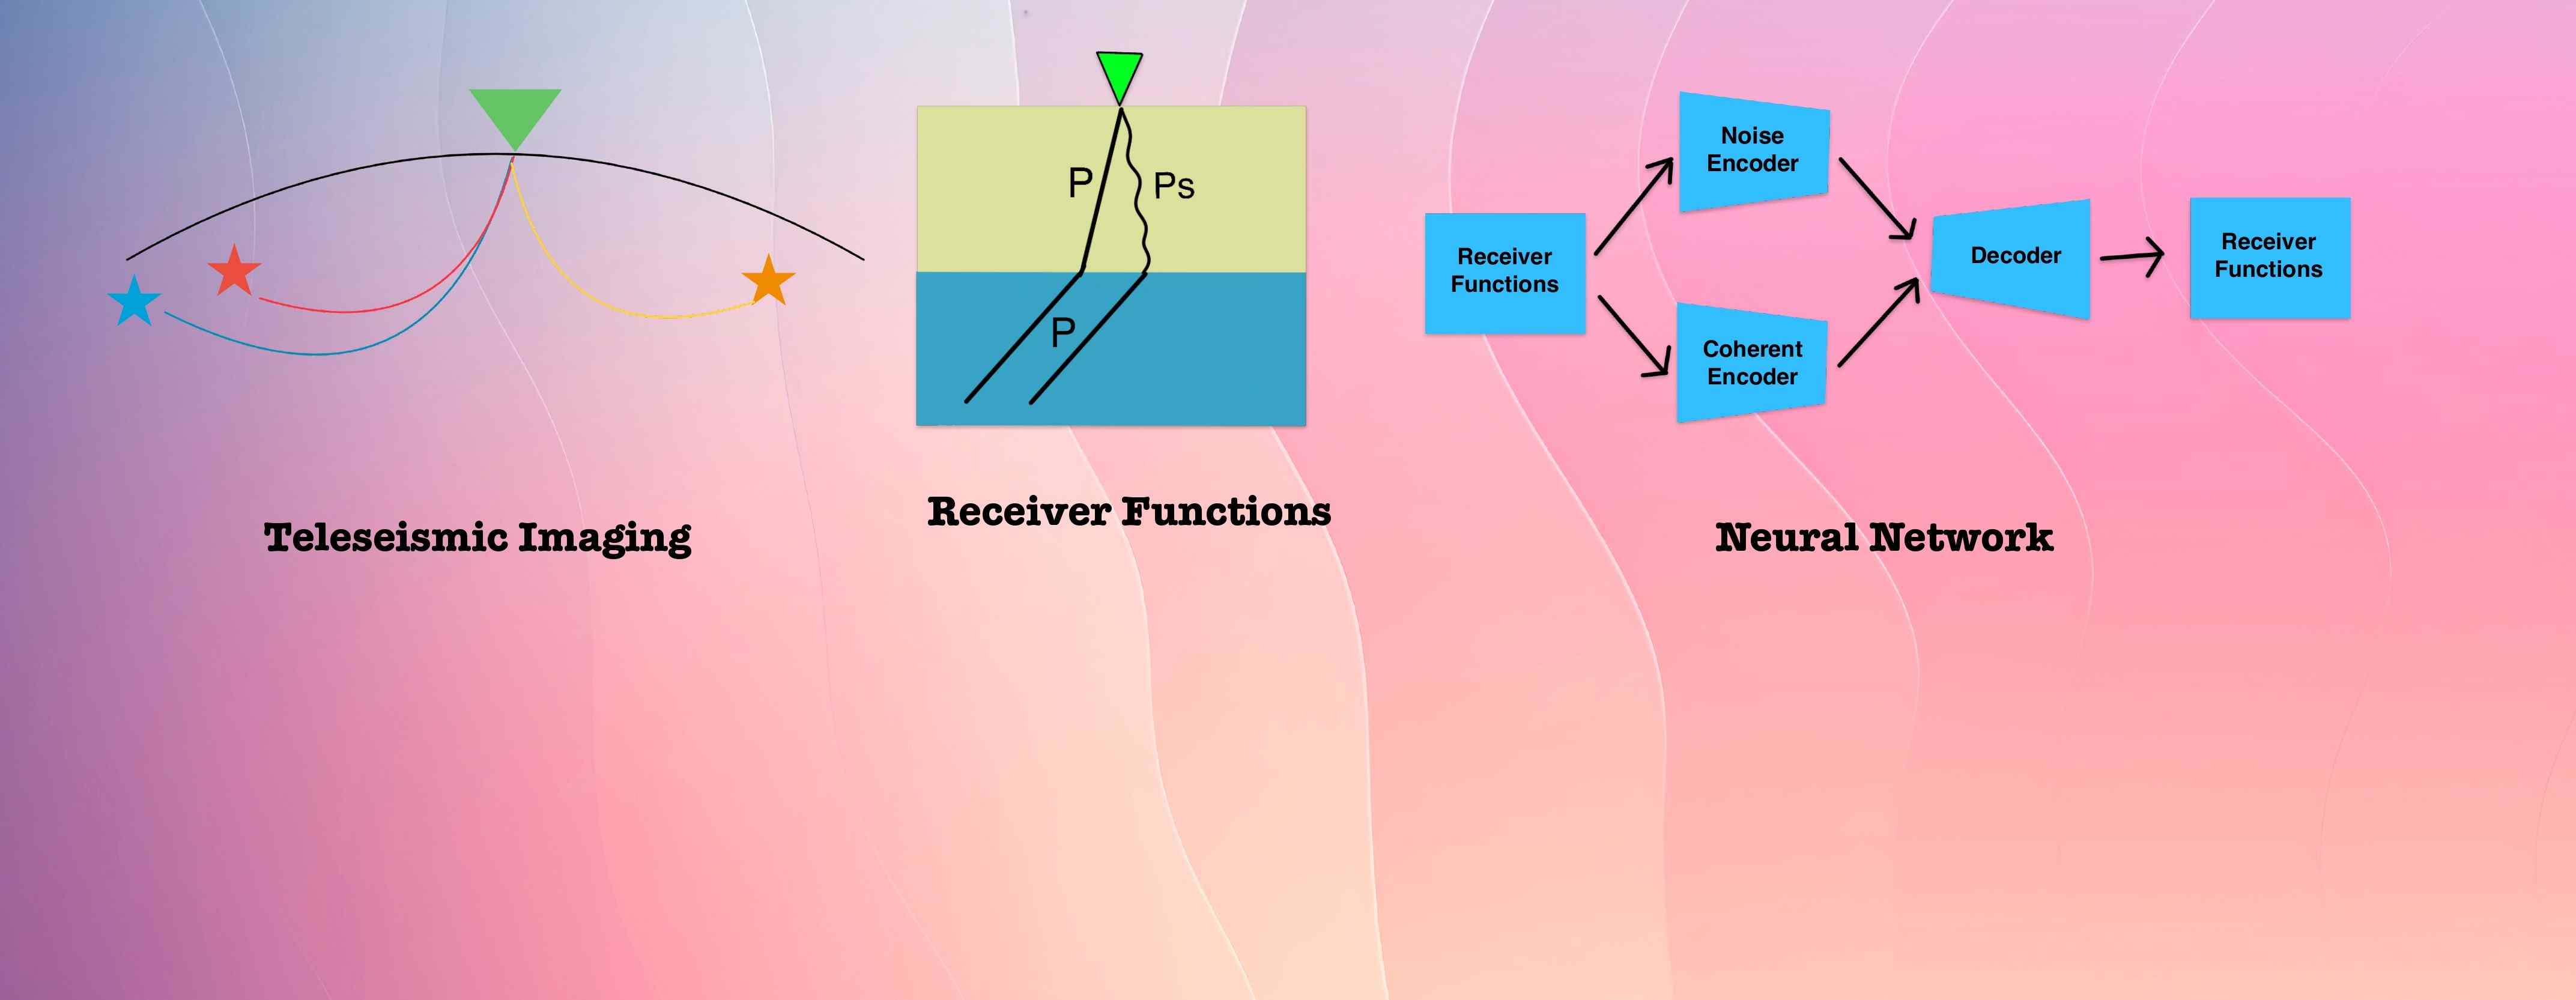 Teleseismic Imaging
P
Ps
P
Receiver Functions
Receiver
Functions
Noise
Encoder
Coherent
Encoder
Decoder
Receiver
Functions
Neural Network